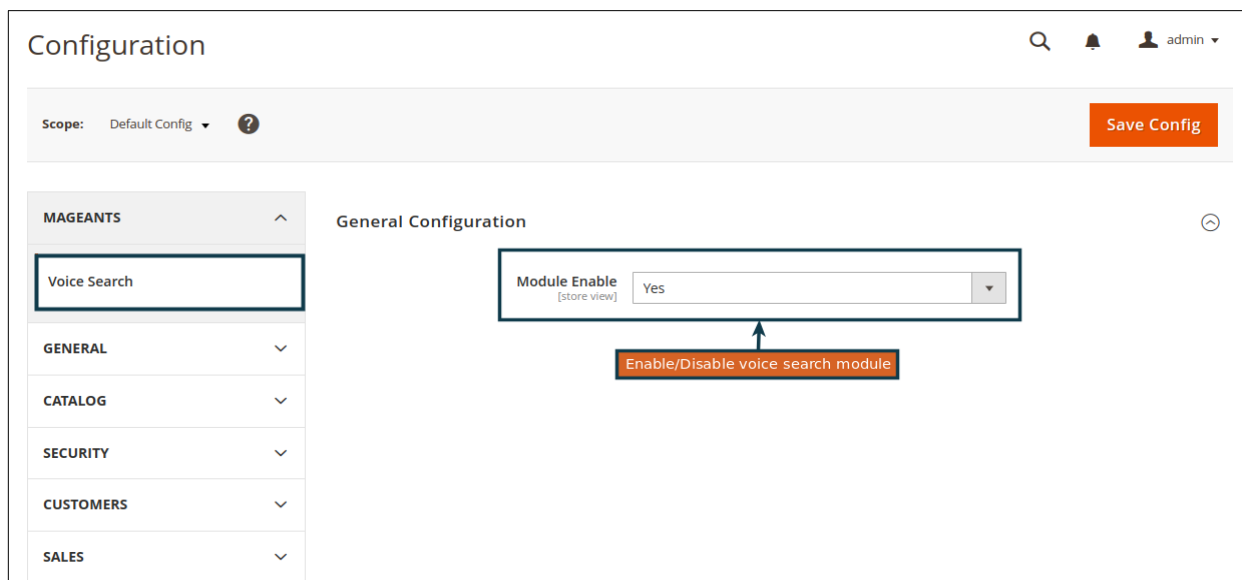 Configuration
admin
Scope: Default Config ?
Save Config
MAGEANTS
General Configuration
Voice Search
Module Enable Yes
[store view]
GENERAL
Enable/Disable voice search module
CATALOG
SECURITY
CUSTOMERS
SALES